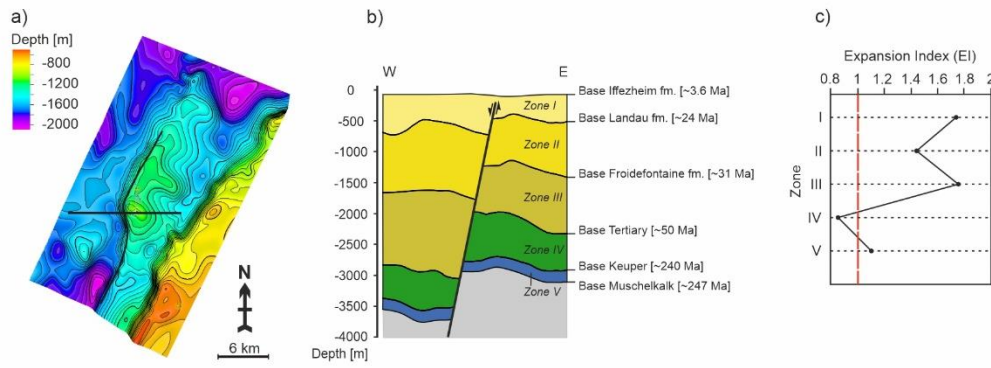 a)
Depth [m]
-800
-1200
-1600
-2000
N
6 km
b)
W
E
0
-500
-1000
-1500
-2000
-2500
-3000
-3500
-4000
Depth [m]
Zone I
Zone II
Zone III
Zone IV
Zone V
Base Iffezheim fm. [~3.6 Ma]
Base Landau fm. [~24 Ma]
Base Froidefontaine fm. [~31 Ma]
Base Tertiary [~50 Ma]
Base Keuper [~240 Ma]
Base Muschelkalk [~247 Ma]
c)
Expansion Index (EI)
0.8 1 1.2 1.4 1.6 1.8 2
Zone
I
II
III
IV
V